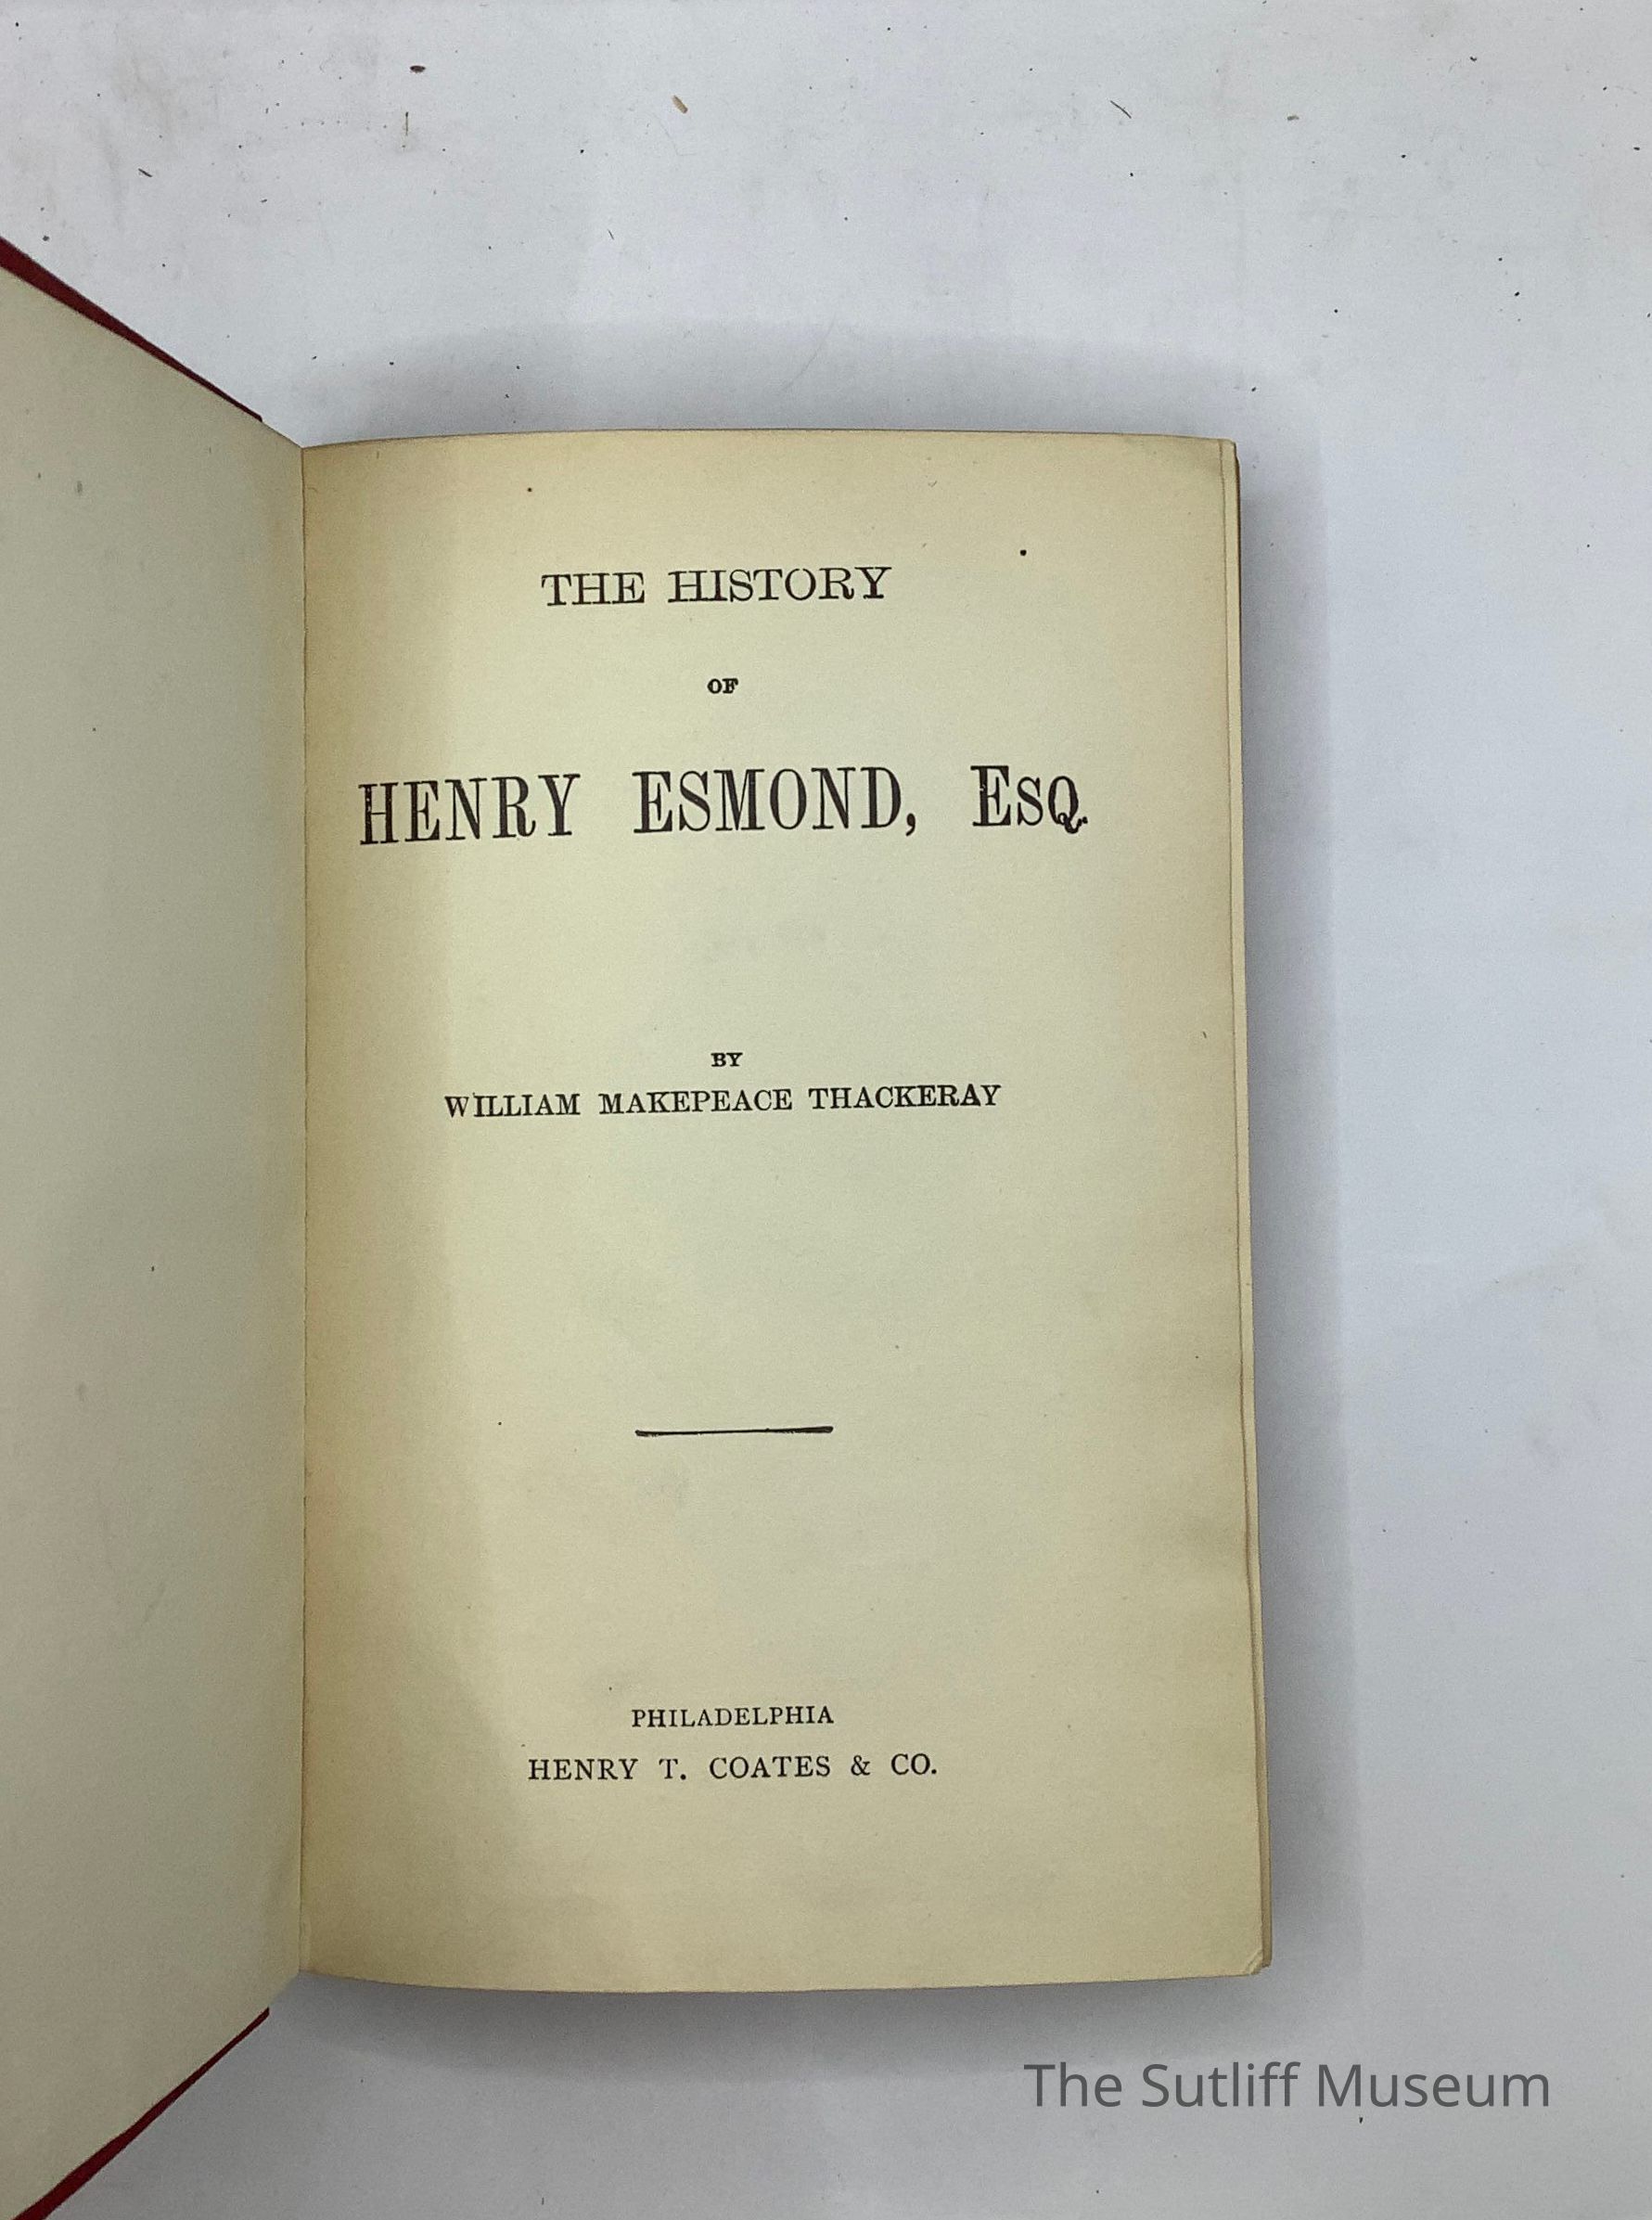 THE HISTORY
OF
HENRY ESMOND, ESQ.
BY
WILLIAM MAKEPEACE THACKERAY
PHILADELPHIA
HENRY T. COATES & CO.
The Sutliff Museum